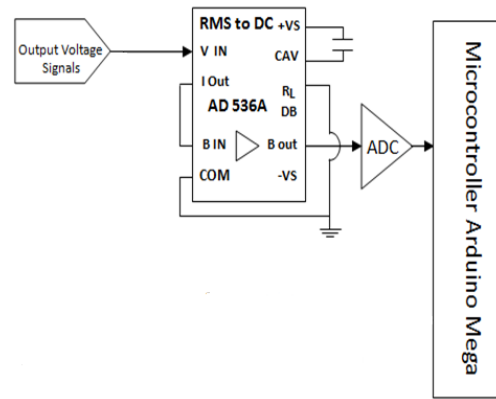 Output Voltage
Signals
RMS to DC +VS
V IN
CAV
I Out
RL
AD 536A
DB
B IN
B out
COM
-VS
ADC
Microcontroller Arduino Mega